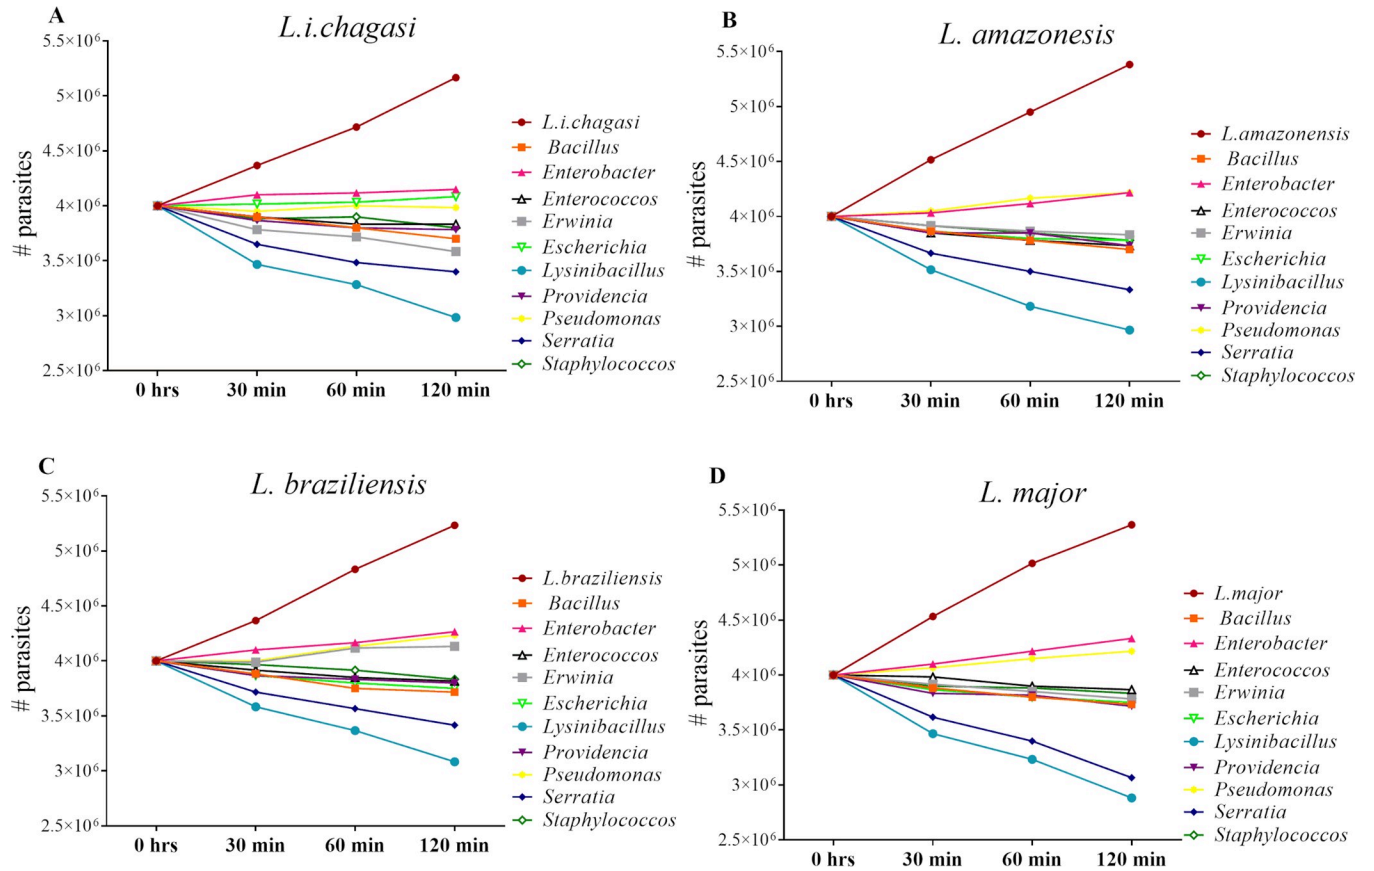 A
L.i.chagasi
5.5×10⁶
5×10⁶
4.5×10⁶
4×10⁶
3.5×10⁶
3×10⁶
2.5×10⁶
# parasites
0 hrs 30 min 60 min 120 min
L.i.chagasi
Bacillus
Enterobacter
Enterococcos
Erwinia
Escherichia
Lysinibacillus
Providencia
Pseudomonas
Serratia
Staphylococcos
B
L. amazonesis
5.5×10⁶
5×10⁶
4.5×10⁶
4×10⁶
3.5×10⁶
3×10⁶
2.5×10⁶
# parasites
0 hrs 30 min 60 min 120 min
L.amazonensis
Bacillus
Enterobacter
Enterococcos
Erwinia
Escherichia
Lysinibacillus
Providencia
Pseudomonas
Serratia
Staphylococcos
C
L. braziliensis
5.5×10⁶
5×10⁶
4.5×10⁶
4×10⁶
3.5×10⁶
3×10⁶
2.5×10⁶
# parasites
0 hrs 30 min 60 min 120 min
L.braziliensis
Bacillus
Enterobacter
Enterococcos
Erwinia
Escherichia
Lysinibacillus
Providencia
Pseudomonas
Serratia
Staphylococcos
D
L. major
5.5×10⁶
5×10⁶
4.5×10⁶
4×10⁶
3.5×10⁶
3×10⁶
2.5×10⁶
# parasites
0 hrs 30 min 60 min 120 min
L.major
Bacillus
Enterobacter
Enterococcos
Erwinia
Escherichia
Lysinibacillus
Providencia
Pseudomonas
Serratia
Staphylococcos